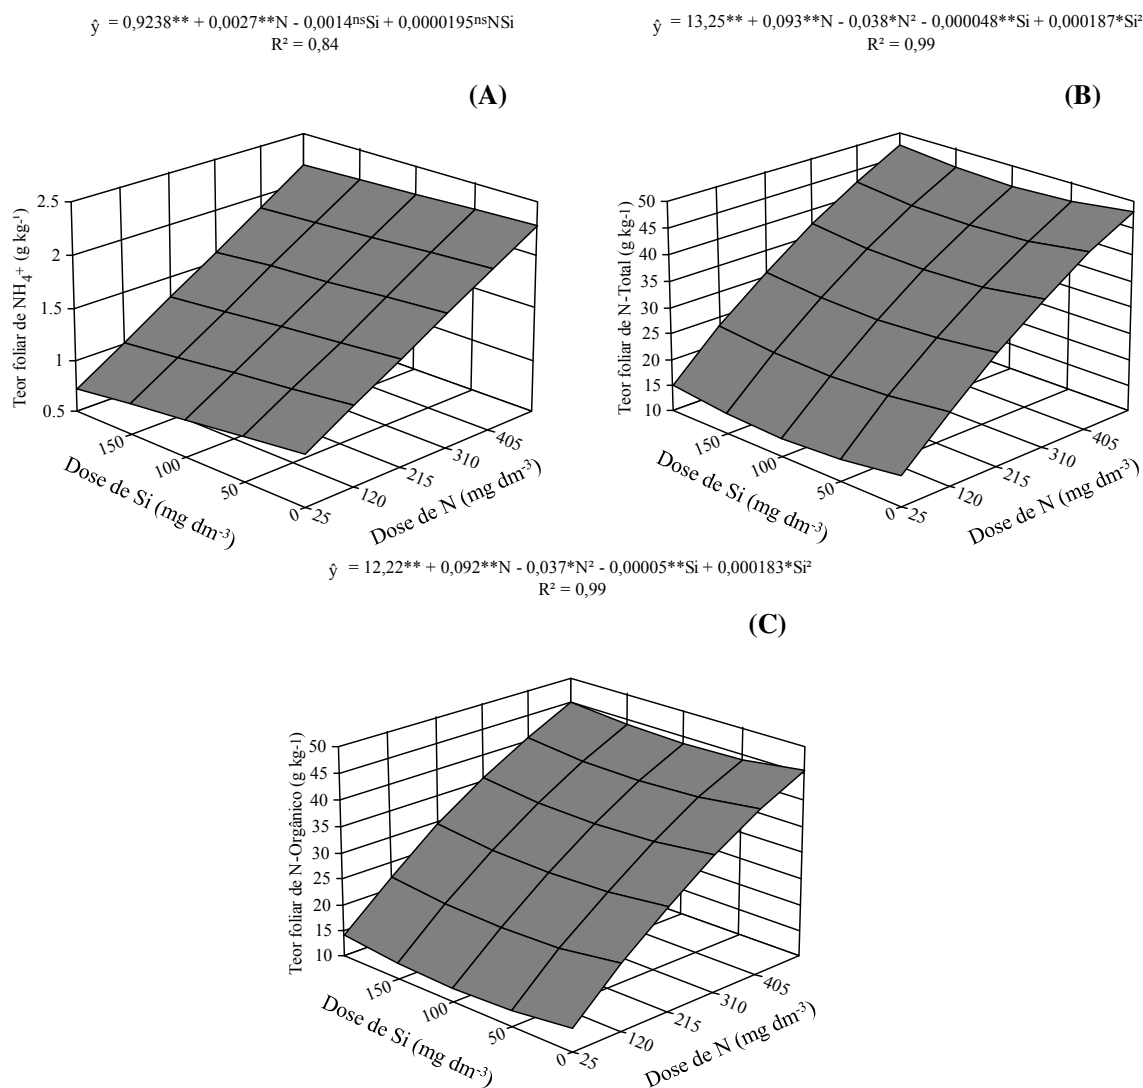 ŷ = 0,9238** + 0,0027**N - 0,0014ⁿˢSi + 0,0000195ⁿˢNSi
R² = 0,84
(A)
2.5
2
1.5
1
0.5
Teor foliar de NH₄⁺ (g kg⁻¹)
150
100
50
0
Dose de Si (mg dm⁻³)
25
120
215
310
405
Dose de N (mg dm⁻³)
ŷ = 13,25** + 0,093**N - 0,038*N² - 0,000048**Si + 0,000187*Si²
R² = 0,99
(B)
50
45
40
35
30
25
20
15
10
Teor foliar de N-Total (g kg-1)
150
100
50
0
Dose de Si (mg dm⁻³)
25
120
215
310
405
Dose de N (mg dm⁻³)
ŷ = 12,22** + 0,092**N - 0,037*N² - 0,00005**Si + 0,000183*Si²
R² = 0,99
(C)
50
45
40
35
30
25
20
15
10
Teor foliar de N-Orgânico (g kg-1)
150
100
50
0
Dose de Si (mg dm⁻³)
25
120
215
310
405
Dose de N (mg dm⁻³)